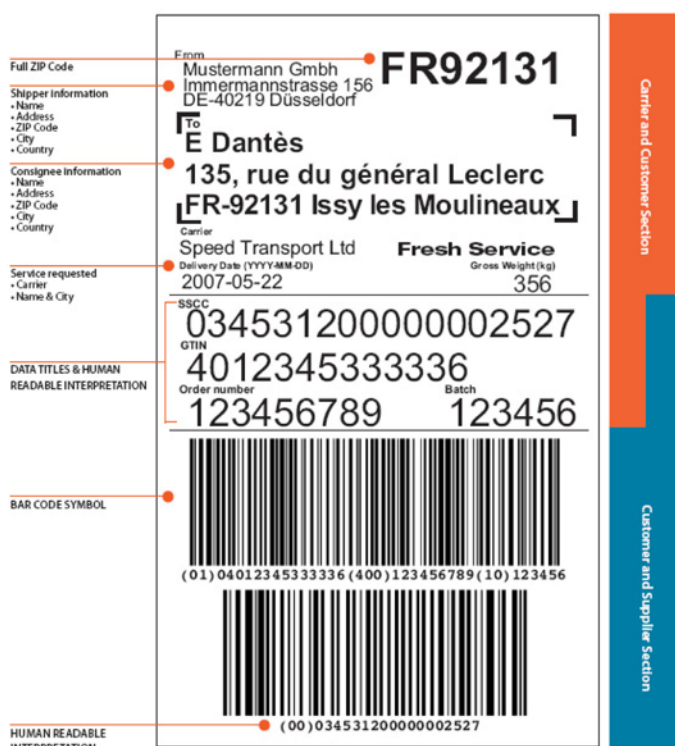 Full ZIP Code
Shipper information
• Name
• Address
• ZIP Code
• City
• Country
Consignee information
• Name
• Address
• ZIP Code
• City
• Country
Service requested
• Carrier
• Name & City
DATA TITLES & HUMAN
READABLE INTERPRETATION
BAR CODE SYMBOL
HUMAN READABLE
INTERPRETATION
From
FR92131
Mustermann Gmbh
Immermannstrasse 156
DE-40219 Düsseldorf
To
E Dantès
135, rue du général Leclerc
FR-92131 Issy les Moulineaux
Carrier
Speed Transport Ltd Fresh Service
Delivery Date (YYYY-MM-DD) Gross Weight (kg)
2007-05-22 356
SSCC
034531200000002527
GTIN
4012345333336
Order number Batch
123456789 123456
(01)04012345333336(400)123456789(10)123456
(00)034531200000002527
Carrier and Customer Section
Customer and Supplier Section